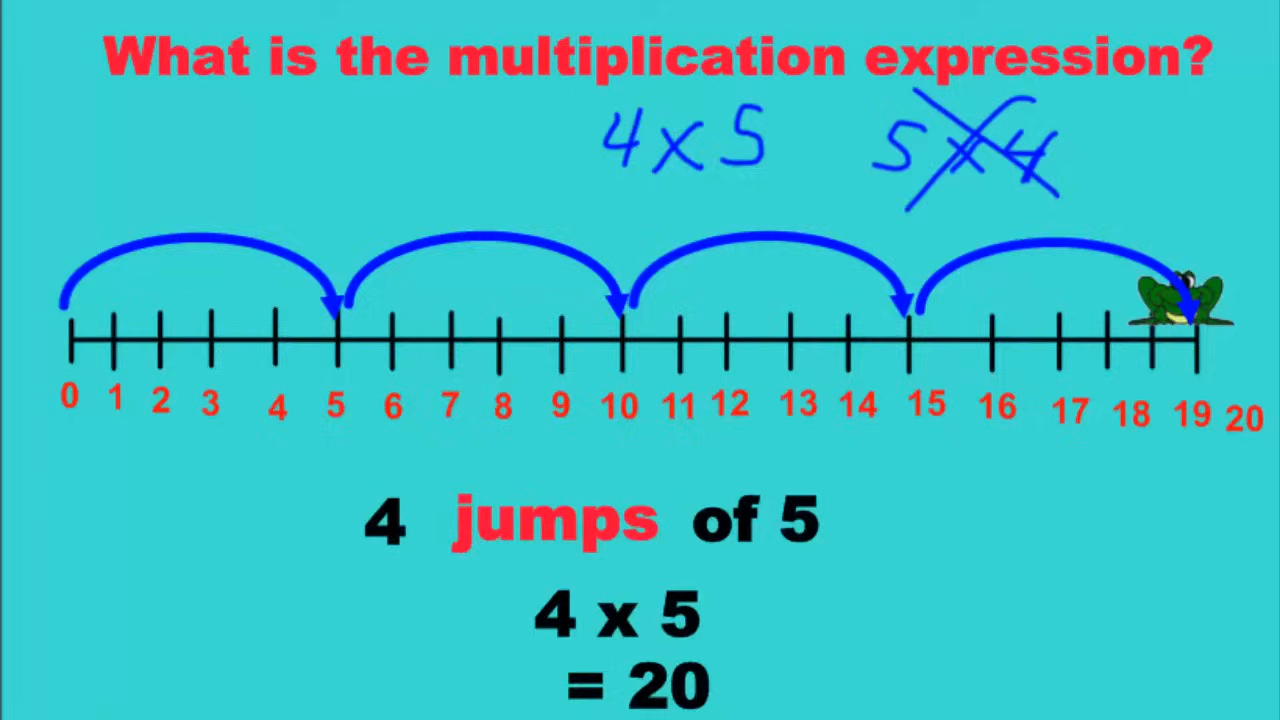 What is the multiplication expression?
4 x 5 5 x 4
0 1 2 3 4 5 6 7 8 9 10 11 12 13 14 15 16 17 18 19 20
4 jumps of 5
4 x 5
= 20